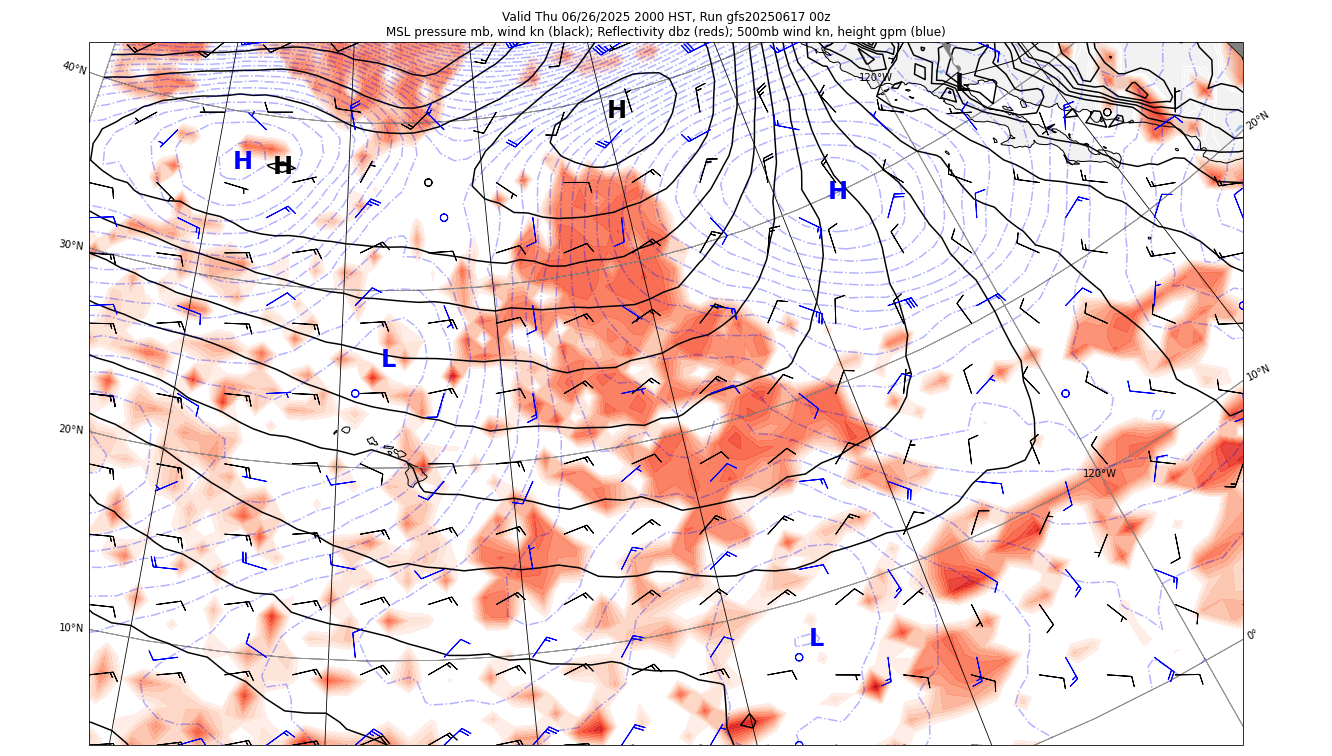 Valid Thu 06/26/2025 2000 HST, Run gfs20250617 00z
MSL pressure mb, wind kn (black); Reflectivity dbz (reds); 500mb wind kn, height gpm (blue)
40°N
120°W
L
H
20°N
H
H
H
30°N
L
10°N
20°N
120°W
10°N
L
0°